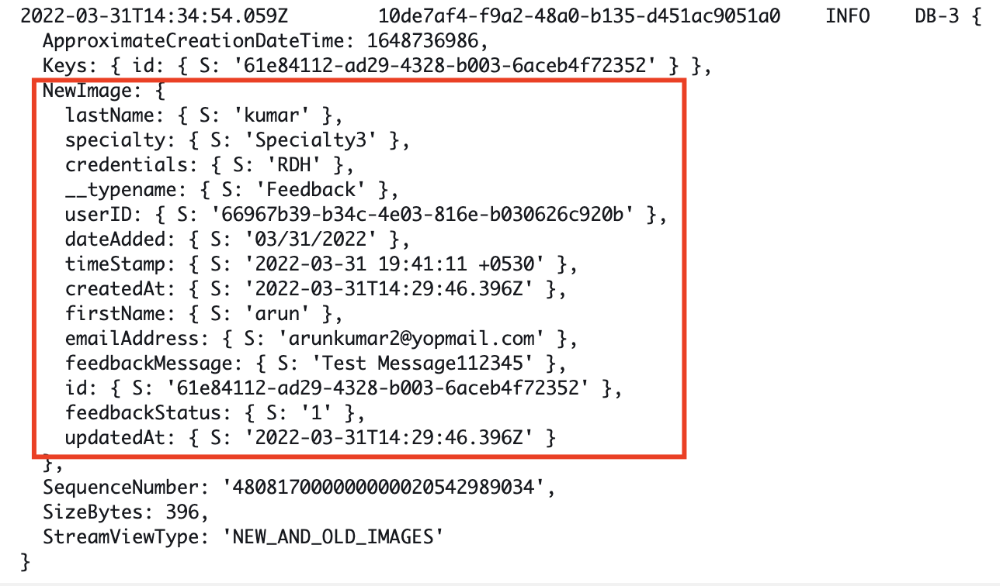 2022-03-31T14:34:54.059Z 10de7af4-f9a2-48a0-b135-d451ac9051a0 INFO DB-3 {
ApproximateCreationDateTime: 1648736986,
Keys: { id: { S: '61e84112-ad29-4328-b003-6aceb4f72352' } },
NewImage: {
lastName: { S: 'kumar' },
specialty: { S: 'Specialty3' },
credentials: { S: 'RDH' },
__typename: { S: 'Feedback' },
userID: { S: '66967b39-b34c-4e03-816e-b030626c920b' },
dateAdded: { S: '03/31/2022' },
timeStamp: { S: '2022-03-31 19:41:11 +0530' },
createdAt: { S: '2022-03-31T14:29:46.396Z' },
firstName: { S: 'arun' },
emailAddress: { S: 'arunkumar2@yopmail.com' },
feedbackMessage: { S: 'Test Message112345' },
id: { S: '61e84112-ad29-4328-b003-6aceb4f72352' },
feedbackStatus: { S: '1' },
updatedAt: { S: '2022-03-31T14:29:46.396Z' }
},
SequenceNumber: '4808170000000000020542989034',
SizeBytes: 396,
StreamViewType: 'NEW_AND_OLD_IMAGES'
}